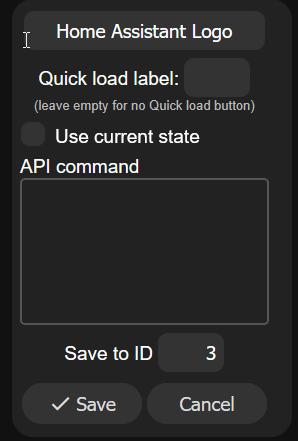 Home Assistant Logo
Quick load label:
(leave empty for no Quick load button)
Use current state
API command
Save to ID 3
Save Cancel